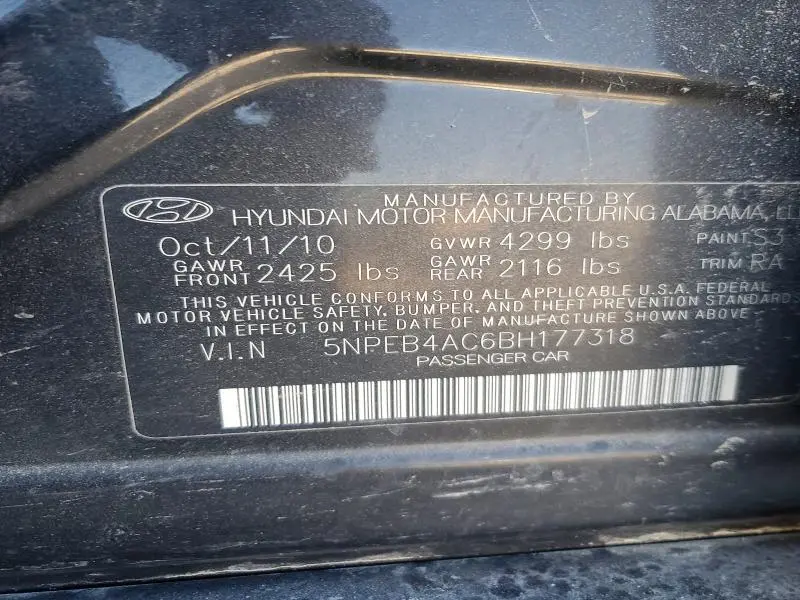 MANUFACTURED BY
HYUNDAI MOTOR MANUFACTURING ALABAMA, LL
Oct/11/10 GVWR 4299 lbs PAINT S3
GAWR FRONT 2425 lbs GAWR REAR 2116 lbs TRIM RA
THIS VEHICLE CONFORMS TO ALL APPLICABLE U.S.A. FEDERAL
MOTOR VEHICLE SAFETY, BUMPER, AND THEFT PREVENTION STANDARDS
IN EFFECT ON THE DATE OF MANUFACTURE SHOWN ABOVE
V.I.N 5NPEB4AC6BH177318
PASSENGER CAR